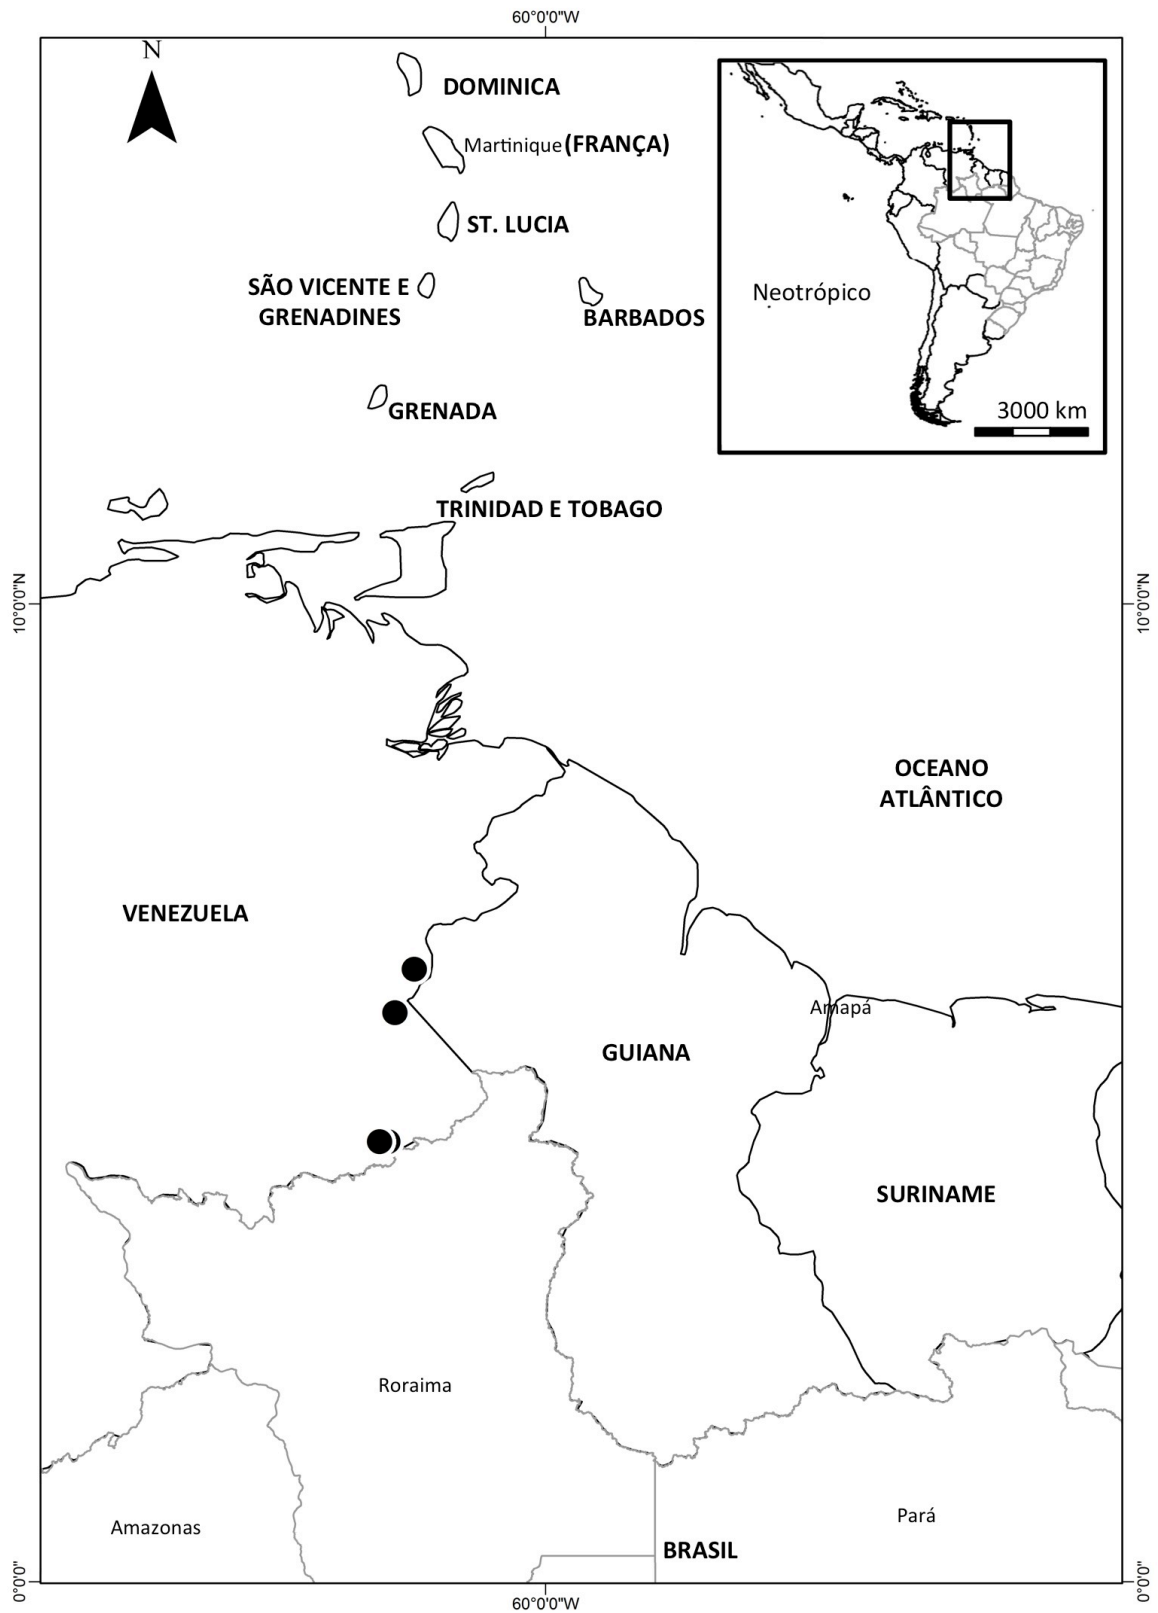 60°0'0"W
N
DOMINICA
Martinique (FRANÇA)
ST. LUCIA
SÃO VICENTE E
GRENADINES
BARBADOS
GRENADA
TRINIDAD E TOBAGO
Neotrópico
3000 km
10°0'0"N
10°0'0"N
OCEANO
ATLÂNTICO
VENEZUELA
Amapá
GUIANA
SURINAME
Roraima
Amazonas
Pará
BRASIL
0°0'0"
0°0'0"
60°0'0"W